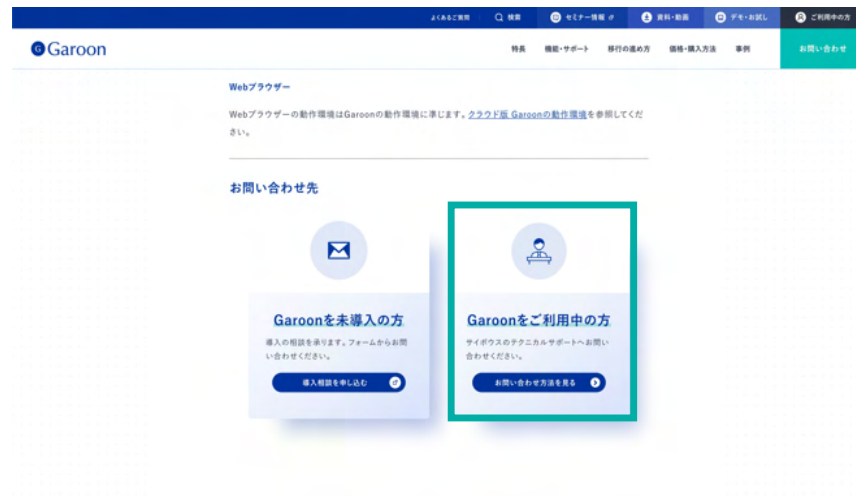 よくあるご質問 検索 セミナー情報 資料・動画 デモ・お試し ご利用中の方
G Garoon 特長 機能・サポート 移行の進め方 価格・購入方法 事例 お問い合わせ
Webブラウザー
Webブラウザーの動作環境はGaroonの動作環境に準じます。クラウド版 Garoonの動作環境を参照してくだ
さい。
お問い合わせ先
Garoonを未導入の方
導入の相談を承ります。フォームからお問
い合わせください。
導入相談を申し込む
Garoonをご利用中の方
サイボウズのテクニカルサポートへお問い
合わせください。
お問い合わせ方法を見る